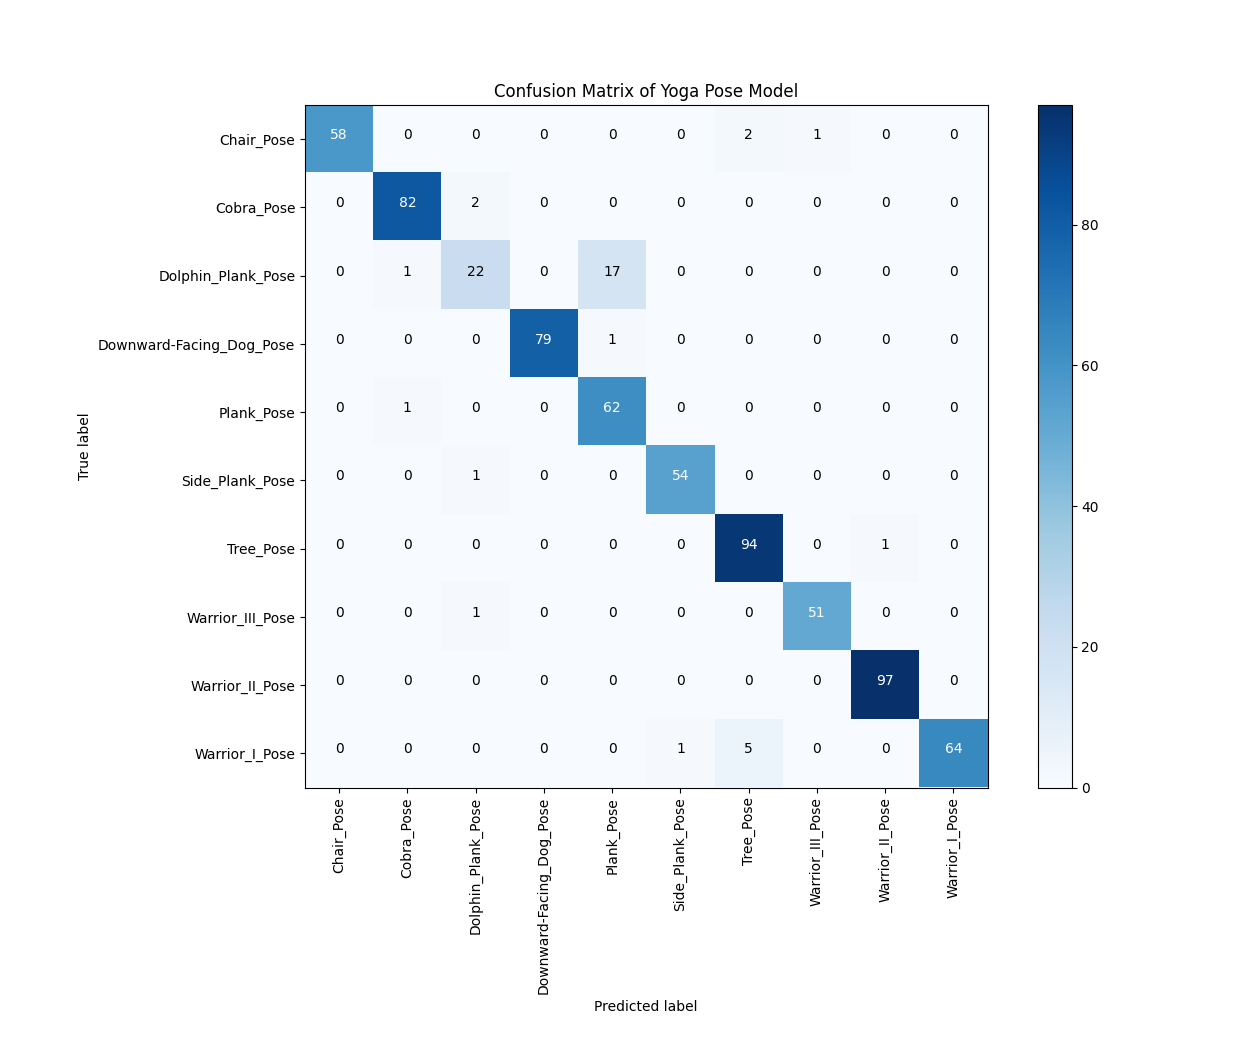 Confusion Matrix of Yoga Pose Model
Chair_Pose 58 0 0 0 0 0 2 1 0 0
Cobra_Pose 0 82 2 0 0 0 0 0 0 0
80
Dolphin_Plank_Pose 0 1 22 0 17 0 0 0 0 0
Downward-Facing_Dog_Pose 0 0 0 79 1 0 0 0 0 0
60
Plank_Pose 0 1 0 0 62 0 0 0 0 0
True label
Side_Plank_Pose 0 0 1 0 0 54 0 0 0 0
40
Tree_Pose 0 0 0 0 0 0 94 0 1 0
Warrior_III_Pose 0 0 1 0 0 0 0 51 0 0
20
Warrior_II_Pose 0 0 0 0 0 0 0 0 97 0
Warrior_I_Pose 0 0 0 0 0 1 5 0 0 64
0
Chair_Pose
Cobra_Pose
Dolphin_Plank_Pose
Downward-Facing_Dog_Pose
Plank_Pose
Side_Plank_Pose
Tree_Pose
Warrior_III_Pose
Warrior_II_Pose
Warrior_I_Pose
Predicted label